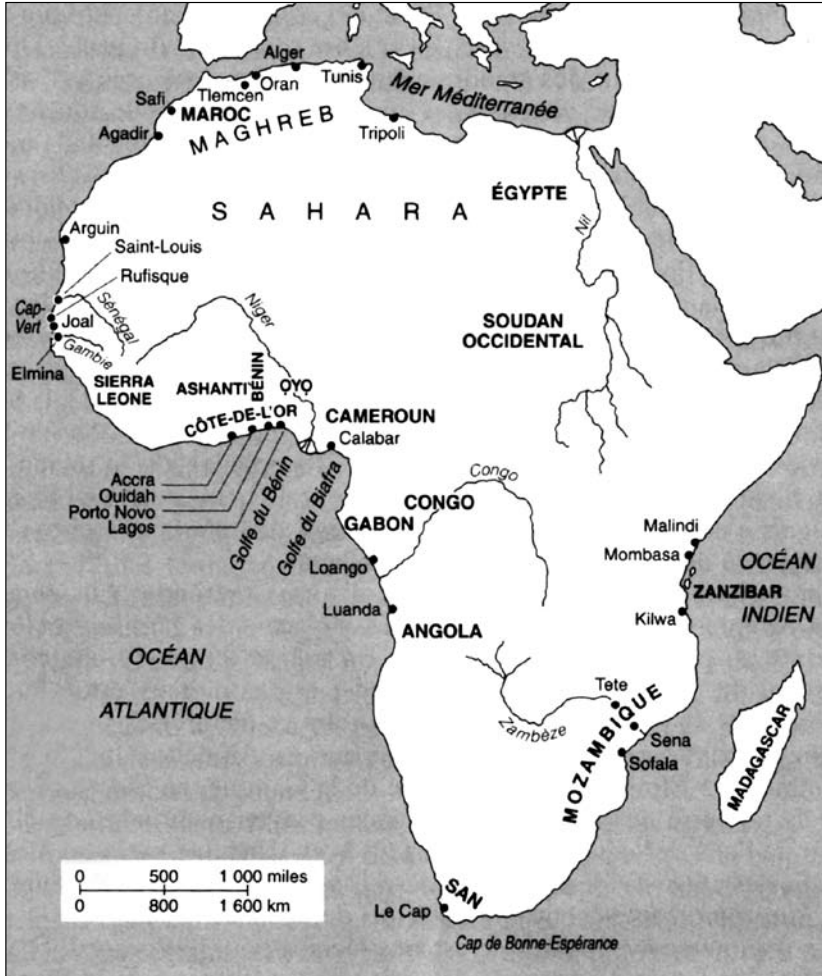 Alger
Tunis
Oran
Tlemcen
Mer Méditerranée
Safi
MAROC
MAGHREB
Agadir
Tripoli
ÉGYPTE
SAHARA
Nil
Arguin
Saint-Louis
Rufisque
Cap-
Vert
Sénégal
Joal
Gambie
Elmina
Niger
SOUDAN
OCCIDENTAL
SIERRA
LEONE
ASHANTI
BÉNIN
ỌYỌ
CÔTE-DE-L'OR
CAMEROUN
Calabar
Accra
Ouidah
Porto Novo
Lagos
Golfe du Bénin
Golfe du Biafra
Congo
CONGO
GABON
Loango
Malindi
Mombasa
OCÉAN
INDIEN
ZANZIBAR
Kilwa
Luanda
ANGOLA
OCÉAN
ATLANTIQUE
Tete
Zambèze
MOZAMBIQUE
Sena
Sofala
MADAGASCAR
0 500 1 000 miles
0 800 1 600 km
SAN
Le Cap
Cap de Bonne-Espérance